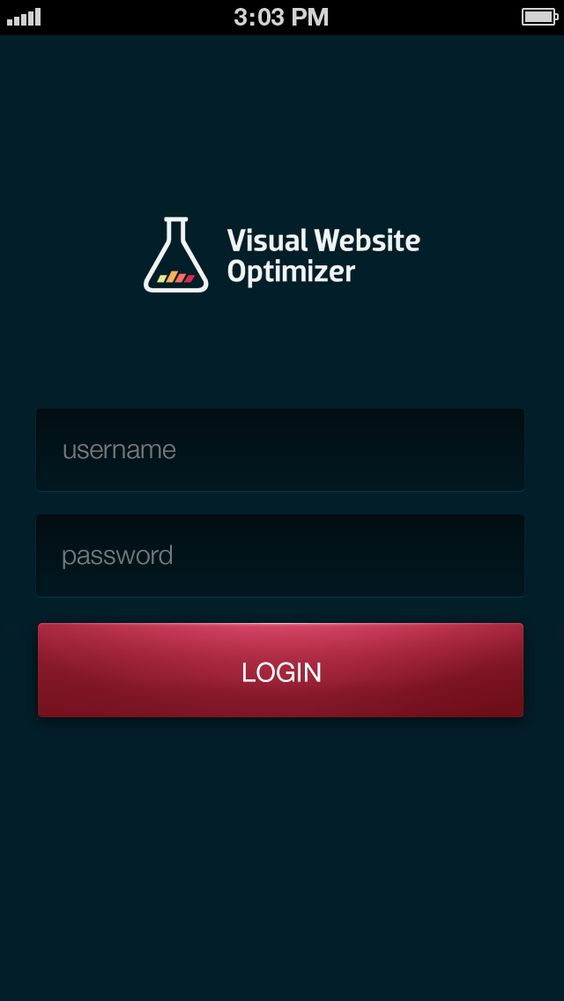 3:03 PM
Visual Website
Optimizer
username
password
LOGIN